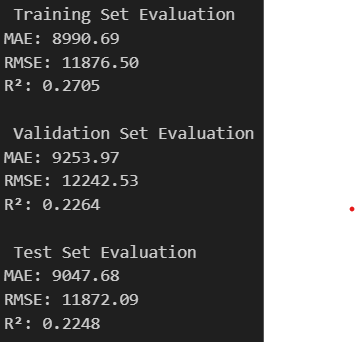 Training Set Evaluation
MAE: 8990.69
RMSE: 11876.50
R²: 0.2705
Validation Set Evaluation
MAE: 9253.97
RMSE: 12242.53
R²: 0.2264
Test Set Evaluation
MAE: 9047.68
RMSE: 11872.09
R²: 0.2248